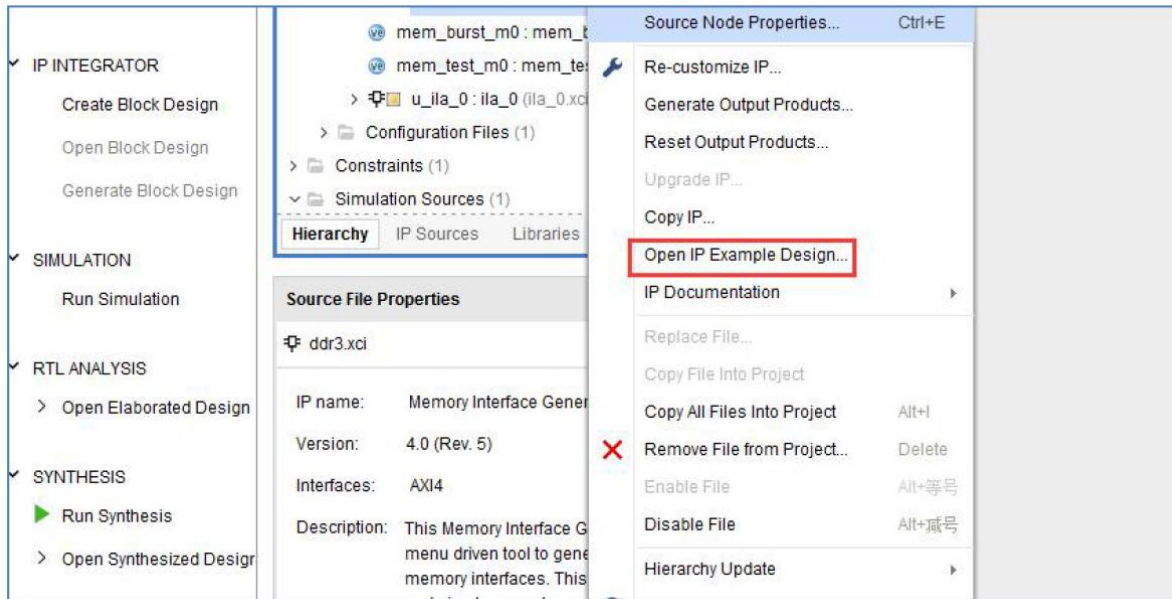 IP INTEGRATOR
Create Block Design
Open Block Design
Generate Block Design
SIMULATION
Run Simulation
RTL ANALYSIS
Open Elaborated Design
SYNTHESIS
Run Synthesis
Open Synthesized Desigr
mem_burst_m0 : mem_b
mem_test_m0 : mem_te
u_ila_0 : ila_0 (ila_0.xci
Configuration Files (1)
Constraints (1)
Simulation Sources (1)
Hierarchy IP Sources Libraries
Source File Properties
ddr3.xci
IP name: Memory Interface Gener
Version: 4.0 (Rev. 5)
Interfaces: AXI4
Description: This Memory Interface G
menu driven tool to gene
memory interfaces. This
Source Node Properties... Ctrl+E
Re-customize IP...
Generate Output Products...
Reset Output Products...
Upgrade IP...
Copy IP...
Open IP Example Design...
IP Documentation
Replace File...
Copy File Into Project
Copy All Files Into Project Alt+I
Remove File from Project... Delete
Enable File Alt+等号
Disable File Alt+减号
Hierarchy Update